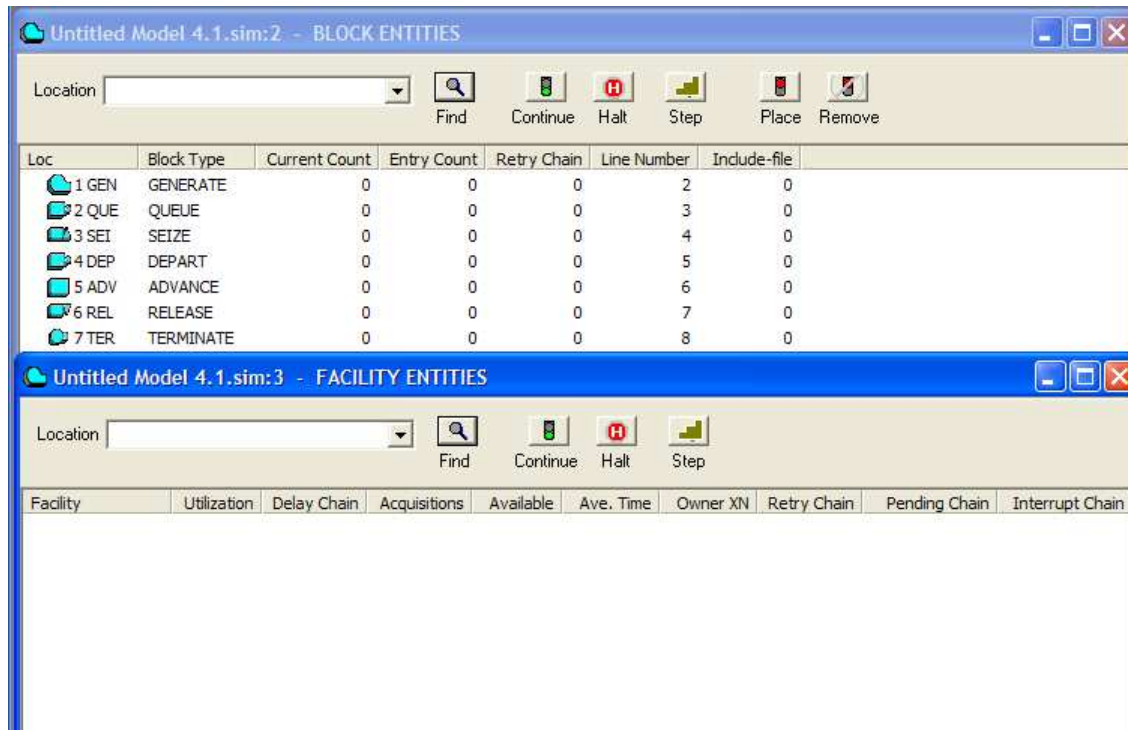 Untitled Model 4.1.sim:2 - BLOCK ENTITIES
Location Find Continue Halt Step Place Remove
Loc Block Type Current Count Entry Count Retry Chain Line Number Include-file
1 GEN GENERATE 0 0 0 2 0
2 QUE QUEUE 0 0 0 3 0
3 SEI SEIZE 0 0 0 4 0
4 DEP DEPART 0 0 0 5 0
5 ADV ADVANCE 0 0 0 6 0
6 REL RELEASE 0 0 0 7 0
7 TER TERMINATE 0 0 0 8 0
Untitled Model 4.1.sim:3 - FACILITY ENTITIES
Location Find Continue Halt Step
Facility Utilization Delay Chain Acquisitions Available Ave. Time Owner XN Retry Chain Pending Chain Interrupt Chain